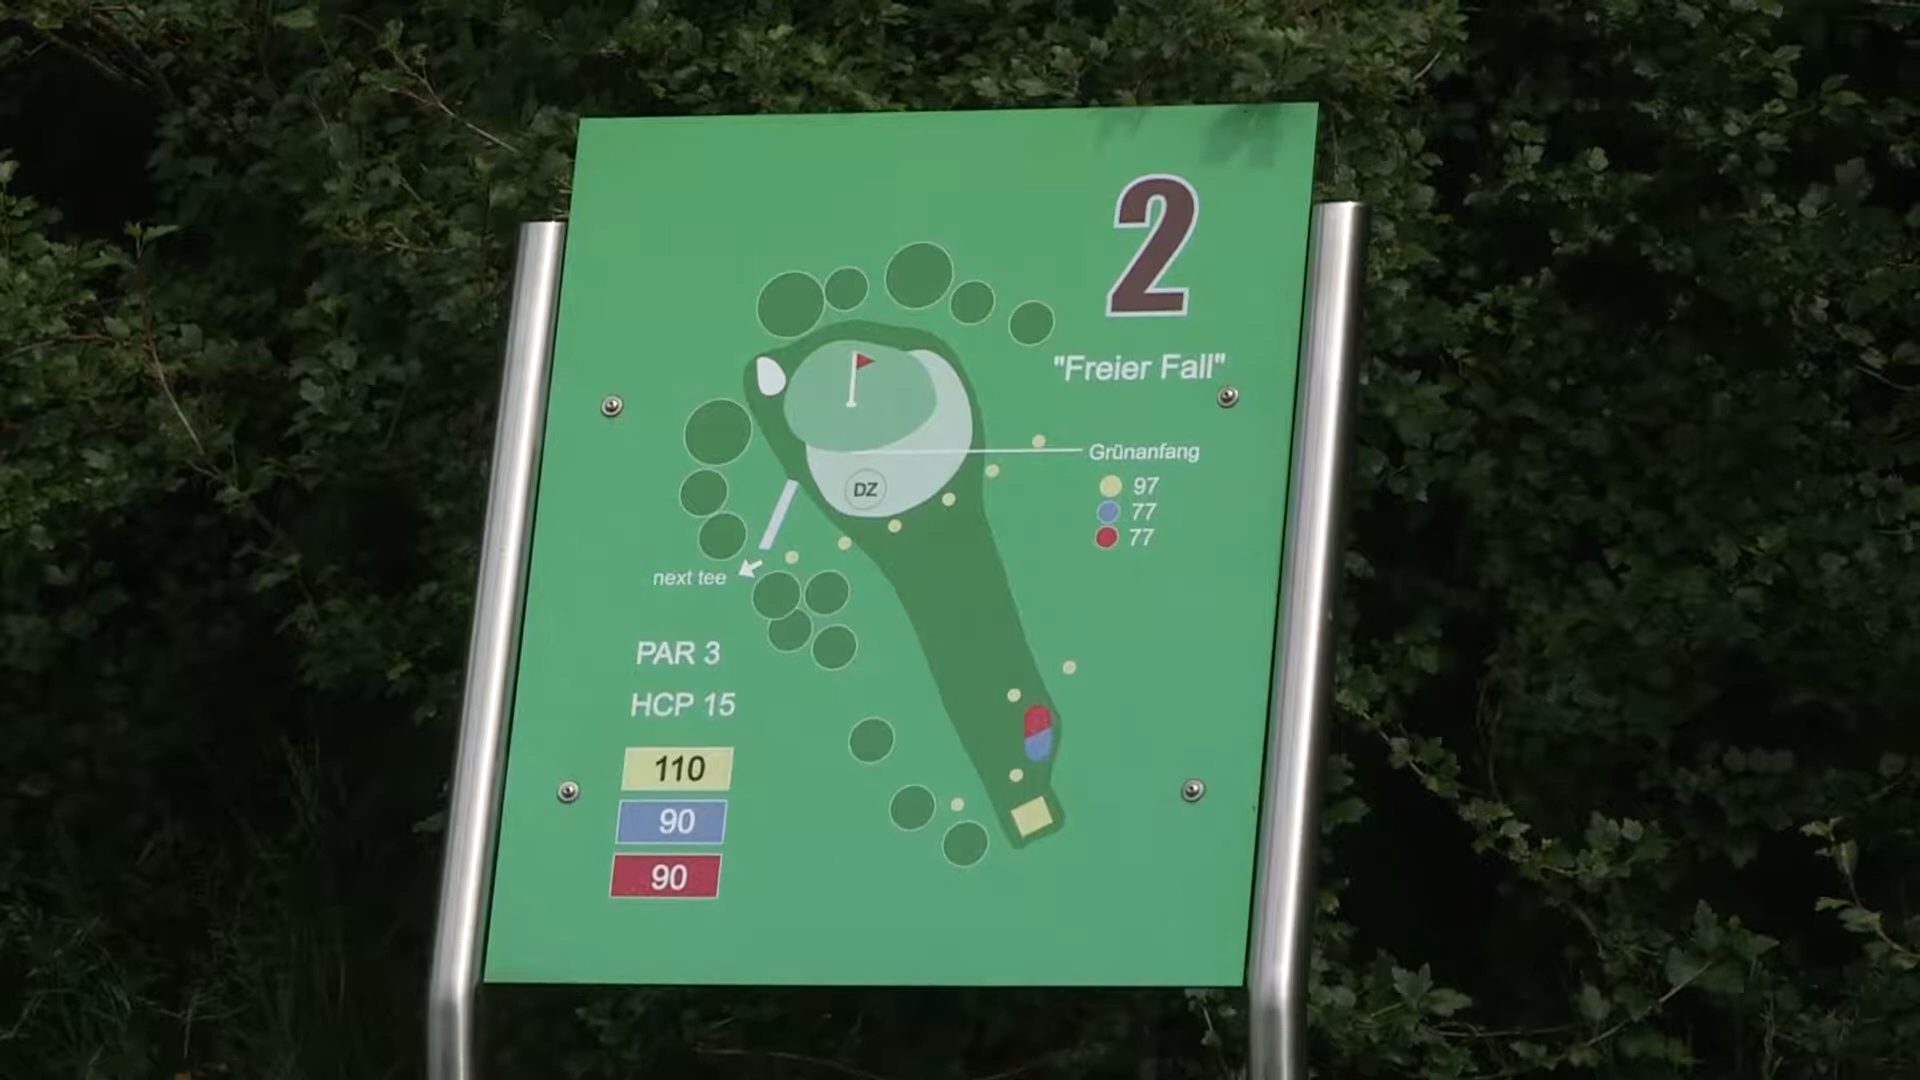 2
"Freier Fall"
Grünanfang
97
77
77
DZ
next tee
PAR 3
HCP 15
110
90
90